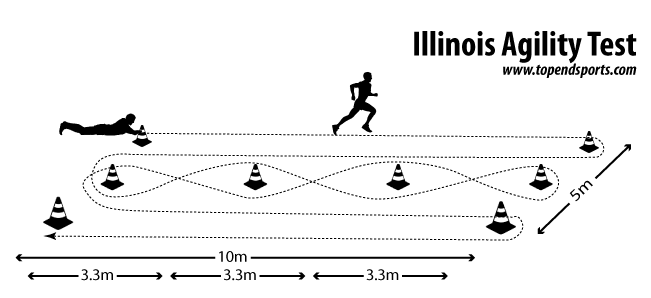 Illinois Agility Test
www.topendsports.com
5m
10m
3.3m 3.3m 3.3m